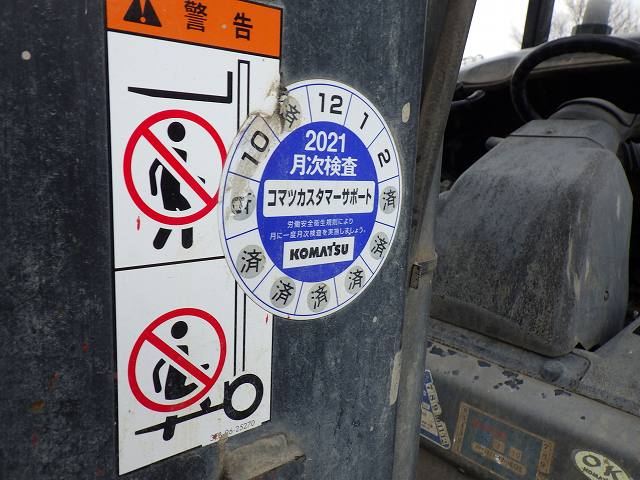 警告
12
1
2
済
済
済
済
済
済
済
10
2021
月次検査
コマツカスタマーサポート
労働安全衛生規則により
月に一度月次検査を実施しましょう。
KOMATSU
OK
KOMATSU